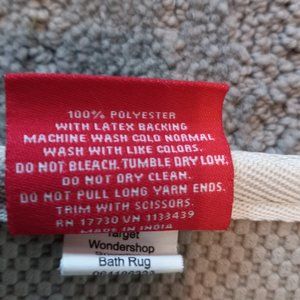 100% POLYESTER
WITH LATEX BACKING
MACHINE WASH COLD NORMAL
WASH WITH LIKE COLORS.
DO NOT BLEACH. TUMBLE DRY LOW.
DO NOT DRY CLEAN.
DO NOT PULL LONG YARN ENDS.
TRIM WITH SCISSORS.
RN 17730 VN 1133439
MADE IN INDIA
Target
Wondershop
Bath Rug